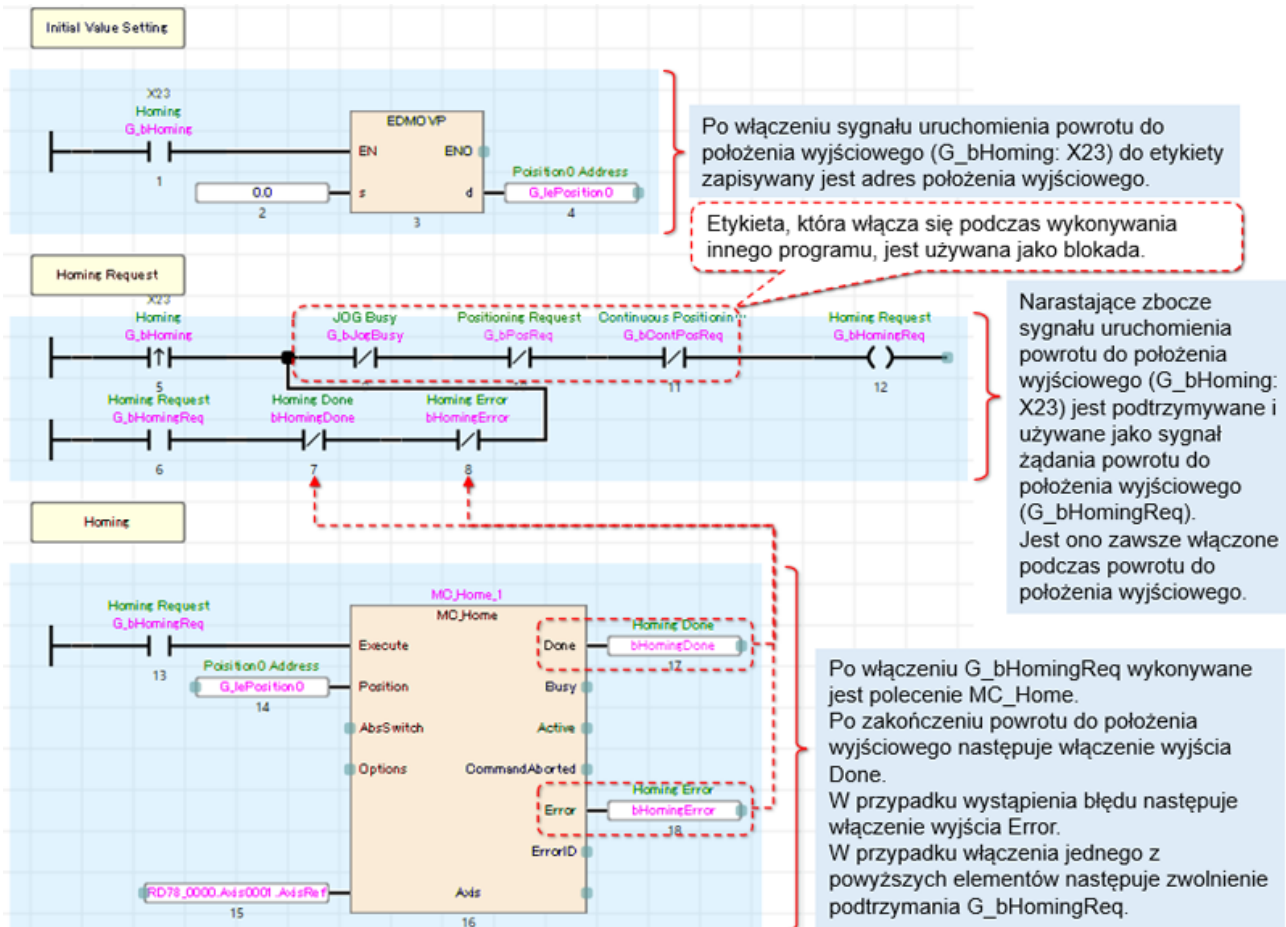 Initial Value Setting
X23
Homing
G_bHoming
1
EDMOVP
EN
ENO
0.0
2
s
d
3
Poisition0 Address
G_lePosition0
4
Po włączeniu sygnału uruchomienia powrotu do
położenia wyjściowego (G_bHoming: X23) do etykiety
zapisywany jest adres położenia wyjściowego.
Etykieta, która włącza się podczas wykonywania
innego programu, jest używana jako blokada.
Homing Request
X23
Homing
G_bHoming
5
JOG Busy
G_bJogBusy
Positioning Request
G_bPosReq
Continuous Positionin...
G_bContPosReq
11
Homing Request
G_bHomingReq
12
Homing Request
G_bHomingReq
6
Homing Done
bHomingDone
7
Homing Error
bHomingError
8
Narastające zbocze
sygnału uruchomienia
powrotu do położenia
wyjściowego (G_bHoming:
X23) jest podtrzymywane i
używane jako sygnał
żądania powrotu do
położenia wyjściowego
(G_bHomingReq).
Jest ono zawsze włączone
podczas powrotu do
położenia wyjściowego.
Homing
Homing Request
G_bHomingReq
13
Poisition0 Address
G_lePosition0
14
MC_Home_1
MC_Home
Execute
Done
Position
Busy
AbsSwitch
Active
Options
CommandAborted
Error
ErrorID
Axis
16
RD78_0000.Axis0001.AxisRef
15
Homing Done
bHomingDone
17
Homing Error
bHomingError
18
Po włączeniu G_bHomingReq wykonywane
jest polecenie MC_Home.
Po zakończeniu powrotu do położenia
wyjściowego następuje włączenie wyjścia
Done.
W przypadku wystąpienia błędu następuje
włączenie wyjścia Error.
W przypadku włączenia jednego z
powyższych elementów następuje zwolnienie
podtrzymania G_bHomingReq.